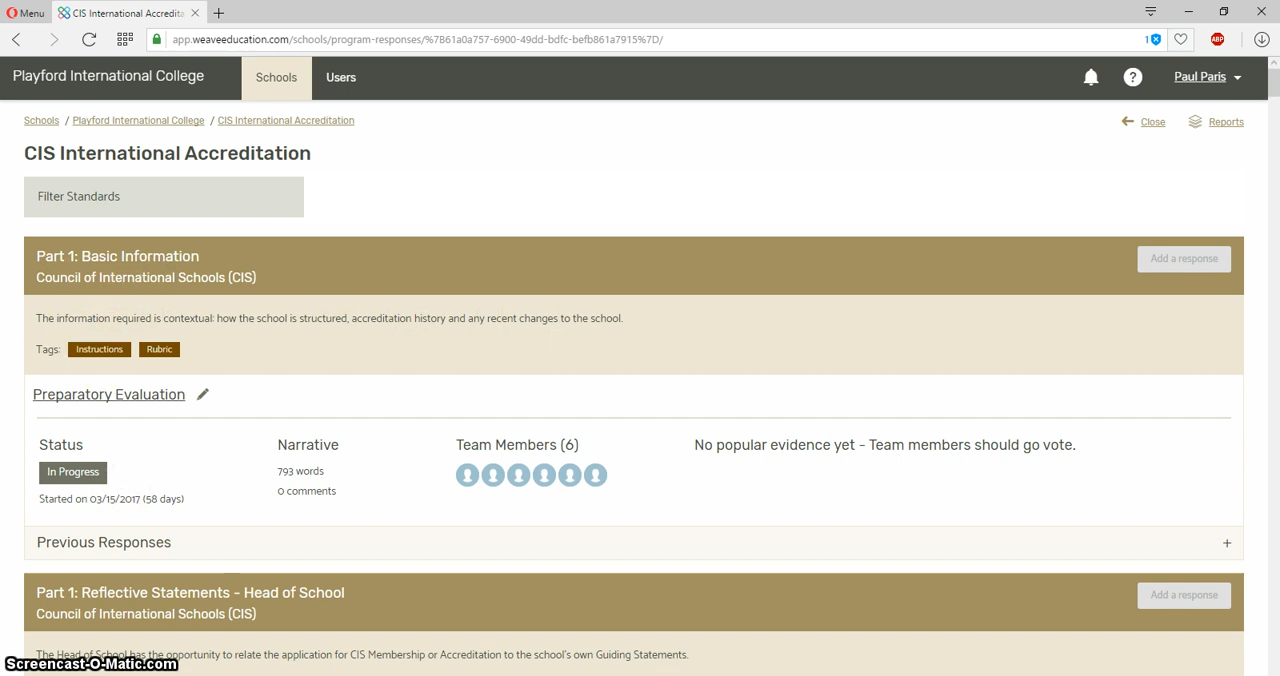 Menu
CIS International Accredita
app.weaveeducation.com/schools/program-responses/%7B61a0a757-6900-49dd-bdfc-befb861a7915%7D/
1
ABP
Playford International College
Schools
Users
?
Paul Paris
Schools / Playford International College / CIS International Accreditation
Close
Reports
CIS International Accreditation
Filter Standards
Part 1: Basic Information
Add a response
Council of International Schools (CIS)
The information required is contextual: how the school is structured, accreditation history and any recent changes to the school.
Tags: Instructions Rubric
Preparatory Evaluation
Status
In Progress
Started on 03/15/2017 (58 days)
Narrative
793 words
0 comments
Team Members (6)
No popular evidence yet - Team members should go vote.
Previous Responses
+
Part 1: Reflective Statements - Head of School
Add a response
Council of International Schools (CIS)
The Head of School has the opportunity to relate the application for CIS Membership or Accreditation to the school's own Guiding Statements.
Screencast-O-Matic.com